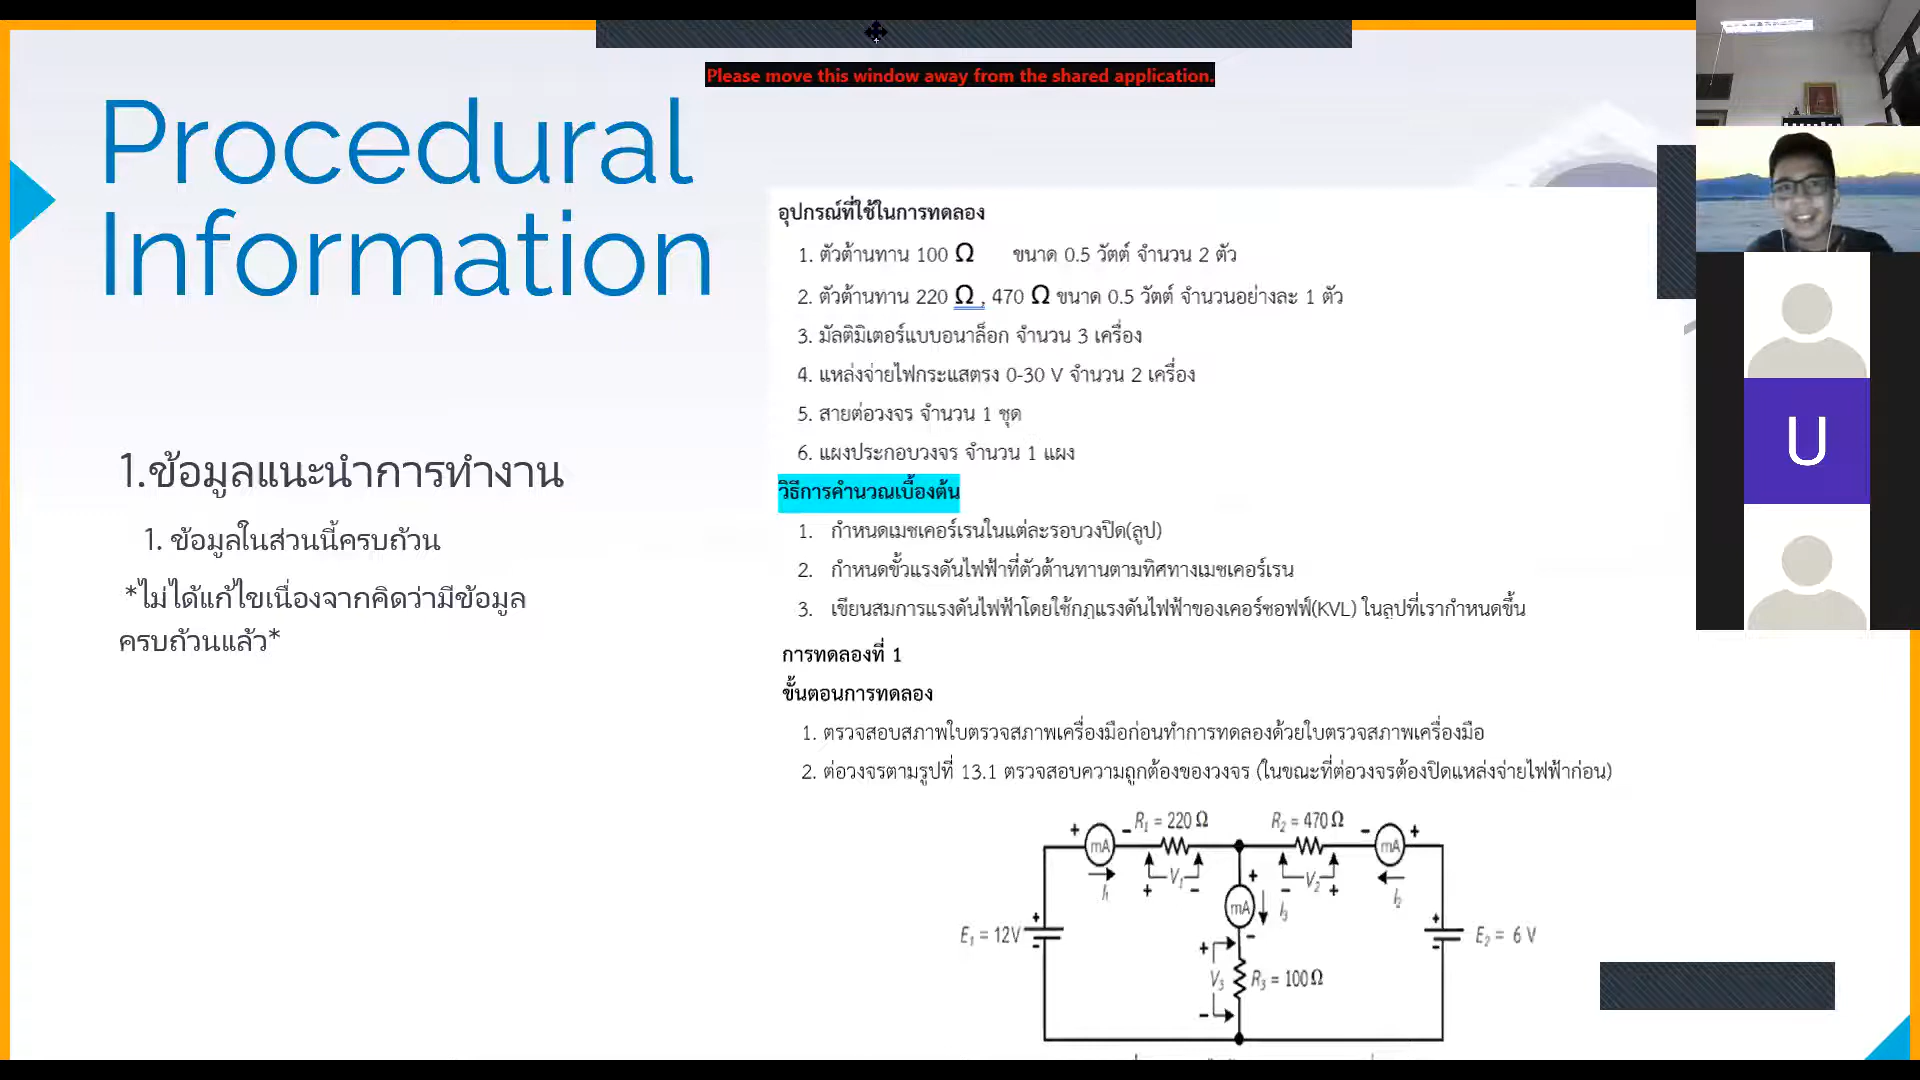 Please move this window away from the shared application.
Procedural
Information
1.ข้อมูลแนะนำการทำงาน
1. ข้อมูลในส่วนนี้ครบถ้วน
*ไม่ได้แก้ไขเนื่องจากคิดว่ามีข้อมูล
ครบถ้วนแล้ว*
อุปกรณ์ที่ใช้ในการทดลอง
1. ตัวต้านทาน 100 Ω ขนาด 0.5 วัตต์ จำนวน 2 ตัว
2. ตัวต้านทาน 220 Ω , 470 Ω ขนาด 0.5 วัตต์ จำนวนอย่างละ 1 ตัว
3. มัลติมิเตอร์แบบอนาล็อก จำนวน 3 เครื่อง
4. แหล่งจ่ายไฟกระแสตรง 0-30 V จำนวน 2 เครื่อง
5. สายต่อวงจร จำนวน 1 ชุด
6. แผงประกอบวงจร จำนวน 1 แผง
วิธีการคำนวณเบื้องต้น
1. กำหนดเมชเคอร์เรนในแต่ละรอบวงปิด(ลูป)
2. กำหนดขั้วแรงดันไฟฟ้าที่ตัวต้านทานตามทิศทางเมชเคอร์เรน
3. เขียนสมการแรงดันไฟฟ้าโดยใช้กฎแรงดันไฟฟ้าของเคอร์ซอฟฟ์(KVL) ในลูปที่เรากำหนดขึ้น
การทดลองที่ 1
ขั้นตอนการทดลอง
1. ตรวจสอบสภาพใบตรวจสภาพเครื่องมือก่อนทำการทดลองด้วยใบตรวจสภาพเครื่องมือ
2. ต่อวงจรตามรูปที่ 13.1 ตรวจสอบความถูกต้องของวงจร (ในขณะที่ต่อวงจรต้องปิดแหล่งจ่ายไฟฟ้าก่อน)
+ mA - R₁ = 220 Ω R₂ = 470 Ω - mA +
I₁ + V₁ - - V₂ + I₂
+ mA - I₃
E₁ = 12V + -
E₂ = 6 V + -
+ V₃ - R₃ = 100 Ω
U